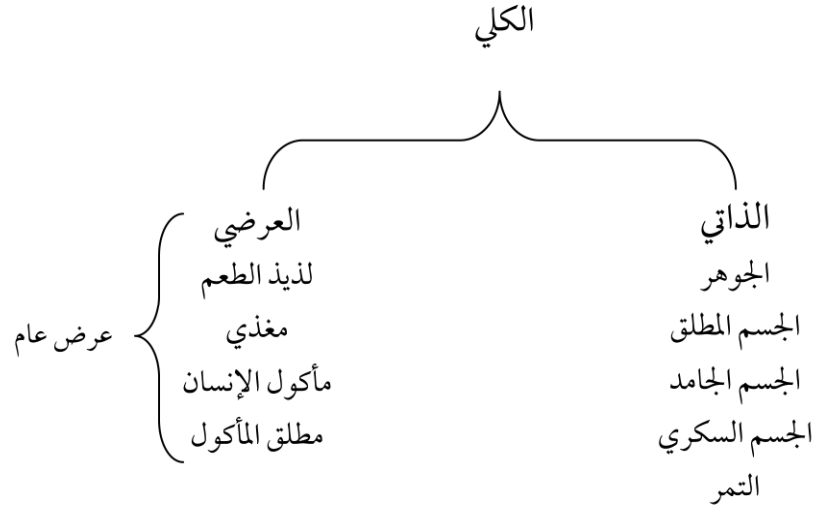 الكلي
الذاتي
الجوهر
الجسم المطلق
الجسم الجامد
الجسم السكري
التمر
العرضي
لذيذ الطعم
مغذي
مأكول الإنسان
مطلق المأكول
عرض عام